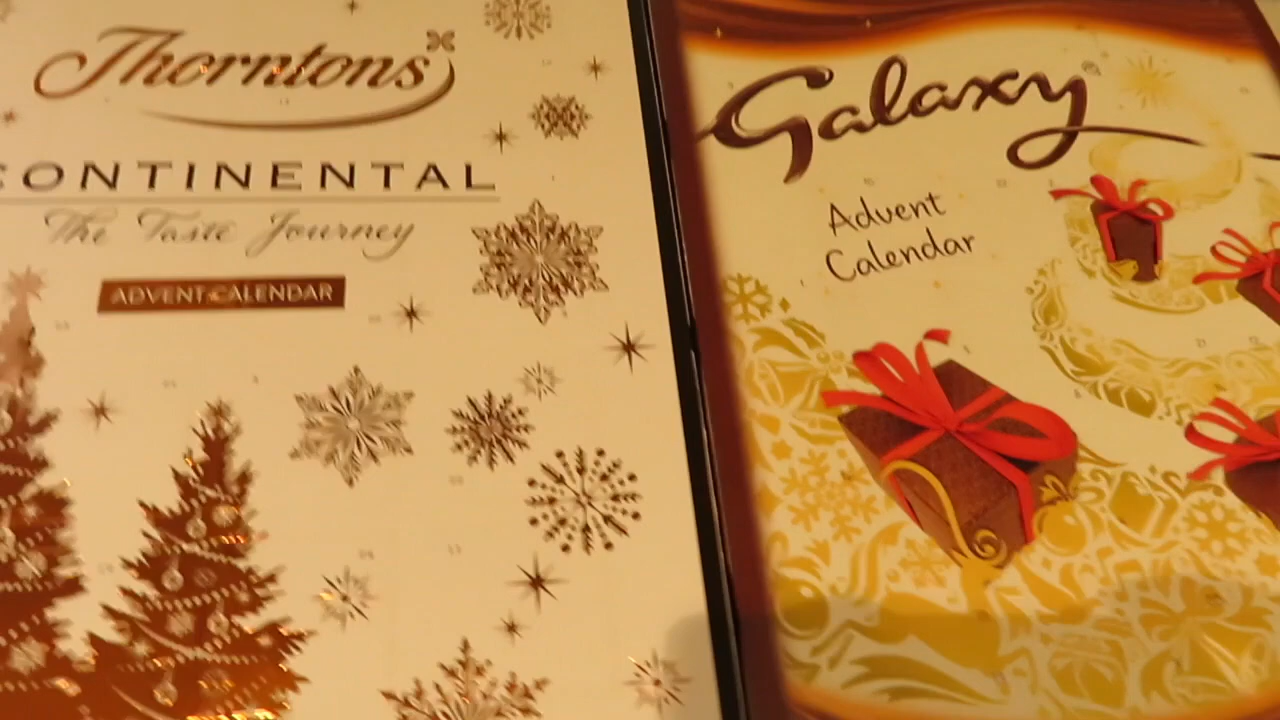 Thorntons
CONTINENTAL
The Taste Journey
ADVENT CALENDAR
Galaxy
Advent
Calendar